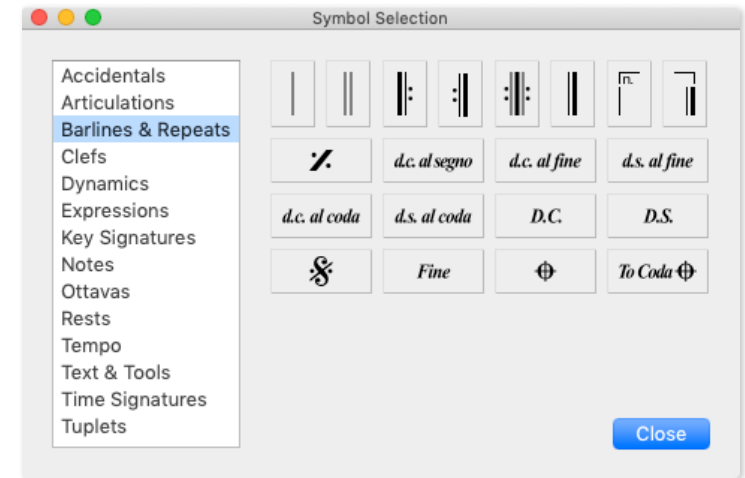 Symbol Selection
Accidentals
Articulations
Barlines & Repeats
Clefs
Dynamics
Expressions
Key Signatures
Notes
Ottavas
Rests
Tempo
Text & Tools
Time Signatures
Tuplets
n.
d.c. al segno
d.c. al fine
d.s. al fine
d.c. al coda
d.s. al coda
D.C.
D.S.
Fine
To Coda
Close